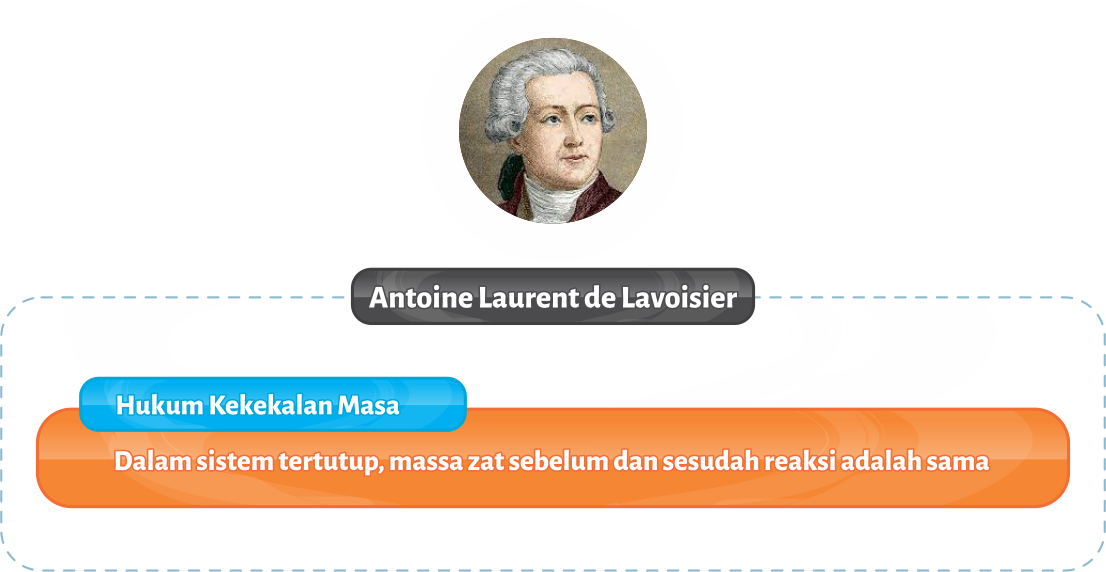 Antoine Laurent de Lavoisier
Hukum Kekekalan Masa
Dalam sistem tertutup, massa zat sebelum dan sesudah reaksi adalah sama